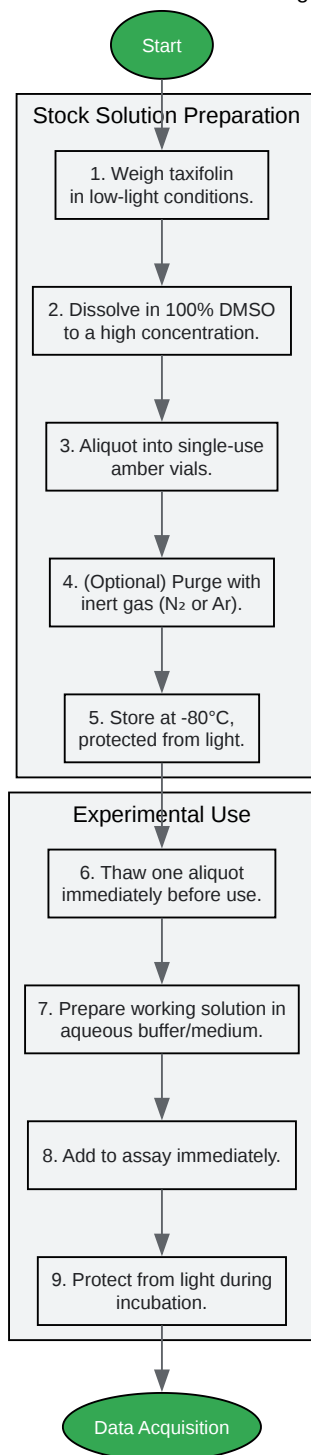 Start
Stock Solution Preparation
1. Weigh taxifolin
in low-light conditions.
2. Dissolve in 100% DMSO
to a high concentration.
3. Aliquot into single-use
amber vials.
4. (Optional) Purge with
inert gas (N₂ or Ar).
5. Store at -80°C,
protected from light.
Experimental Use
6. Thaw one aliquot
immediately before use.
7. Prepare working solution in
aqueous buffer/medium.
8. Add to assay immediately.
9. Protect from light during
incubation.
Data Acquisition